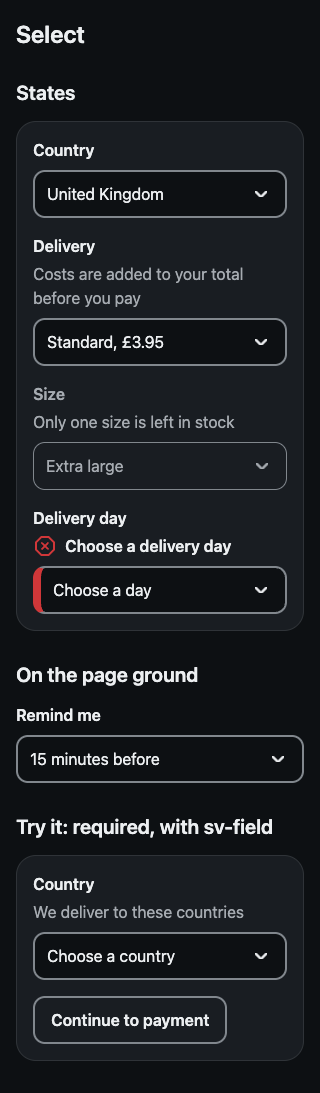 Select
States
Country
United Kingdom
Delivery
Costs are added to your total
before you pay
Standard, £3.95
Size
Only one size is left in stock
Extra large
Delivery day
Choose a delivery day
Choose a day
On the page ground
Remind me
15 minutes before
Try it: required, with sv-field
Country
We deliver to these countries
Choose a country
Continue to payment